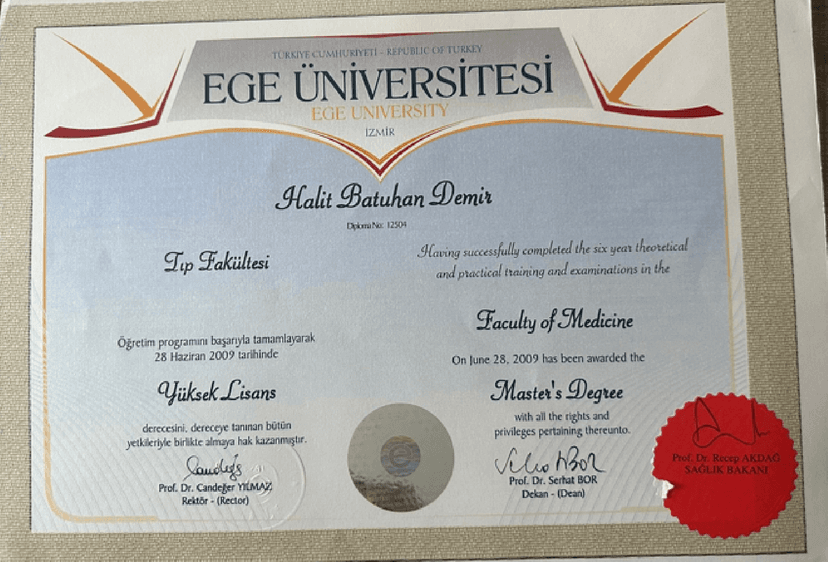 TÜRKİYE CUMHURİYETİ - REPUBLIC OF TURKEY
EGE ÜNİVERSİTESİ
EGE UNIVERSITY
İZMİR
Halit Batuhan Demir
Diploma No: 12504
Tıp Fakültesi
Öğretim programını başarıyla tamamlayarak
28 Haziran 2009 tarihinde
Yüksek Lisans
derecesini, dereceye tanınan bütün
yetkileriyle birlikte almaya hak kazanmıştır.
Prof. Dr. Candeğer YILMAZ
Rektör - (Rector)
Having successfully completed the six year theoretical
and practical training and examinations in the
Faculty of Medicine
On June 28, 2009 has been awarded the
Master's Degree
with all the rights and
privileges pertaining thereunto.
Prof. Dr. Serhat BOR
Dekan - (Dean)
Prof. Dr. Recep AKDAĞ
SAĞLIK BAKANI